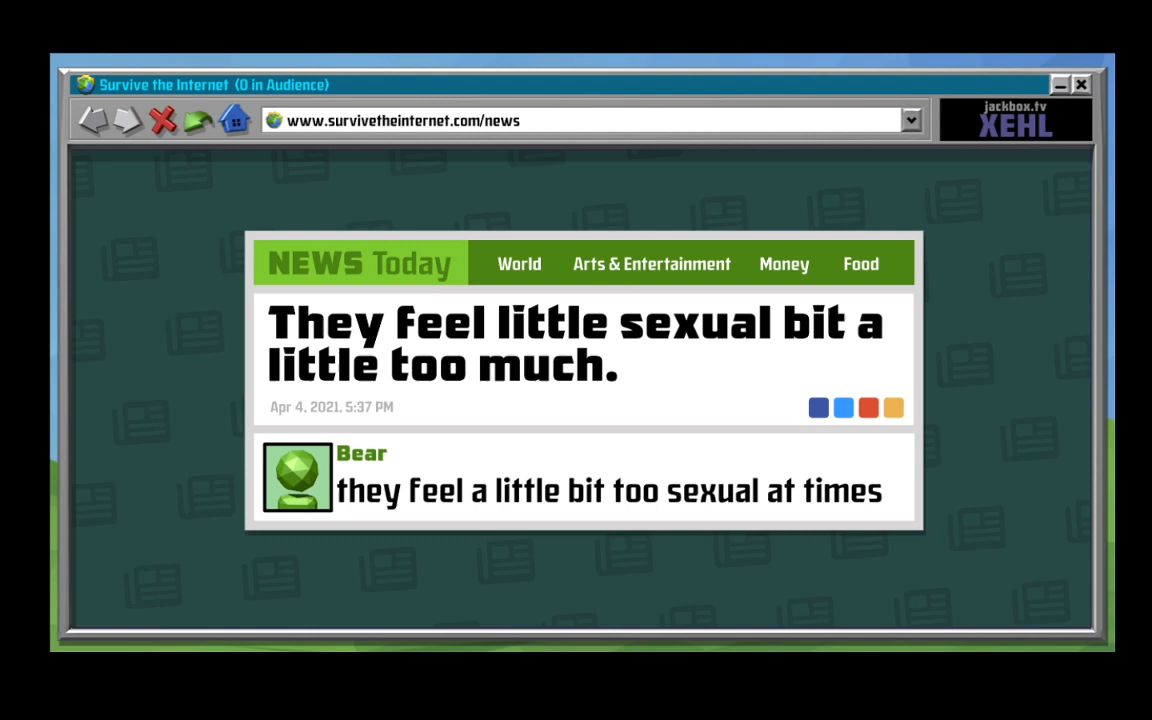 Survive the Internet (0 in Audience)
www.survivetheinternet.com/news
jackbox.tv
XEHL
NEWS Today World Arts & Entertainment Money Food
They feel little sexual bit a
little too much.
Apr 4, 2021, 5:37 PM
Bear
they feel a little bit too sexual at times